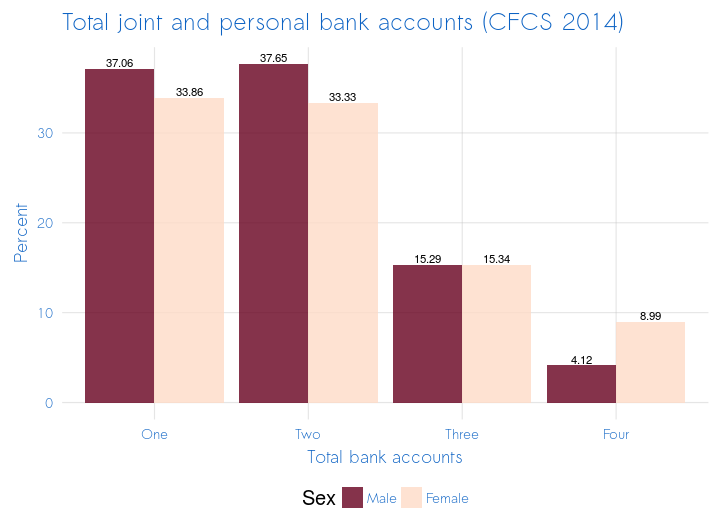 Total joint and personal bank accounts (CFCS 2014)
37.06
33.86
37.65
33.33
15.29
15.34
4.12
8.99
30
20
10
0
Percent
One Two Three Four
Total bank accounts
Sex Male Female